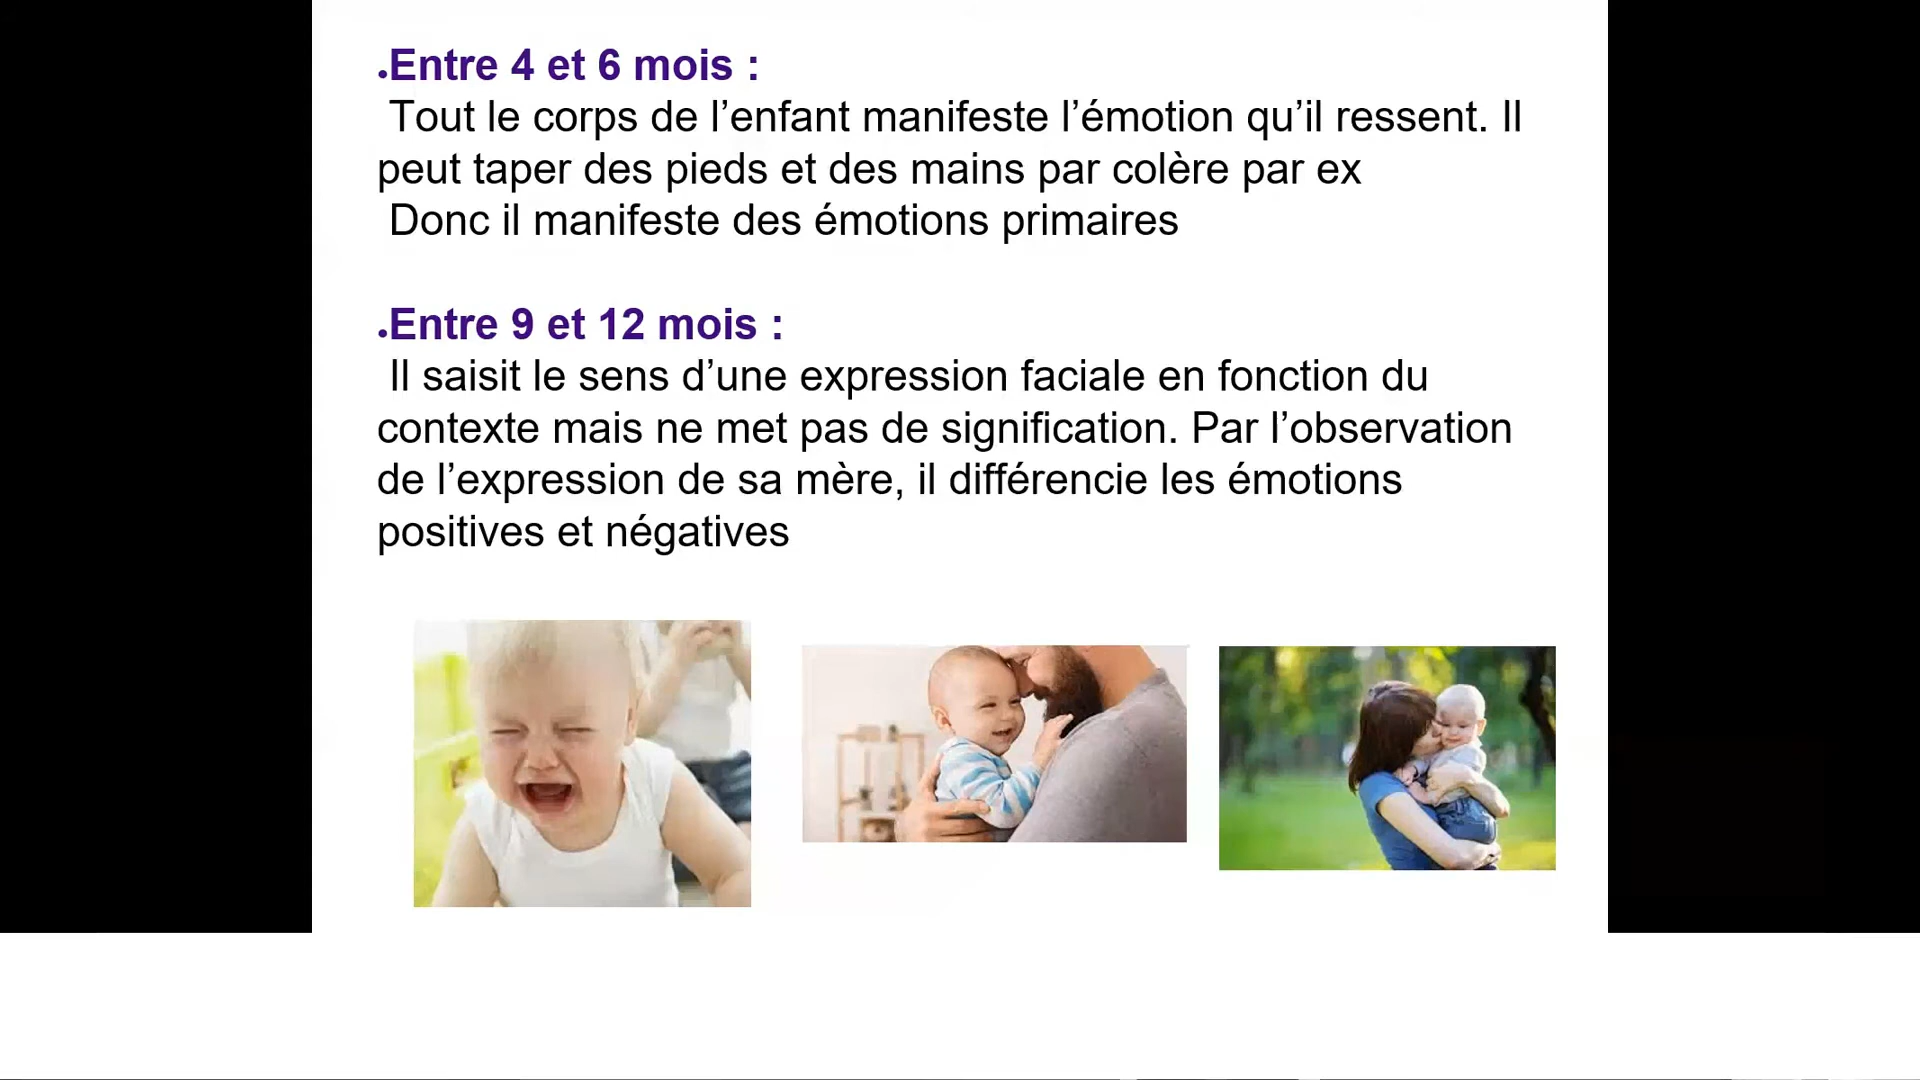 •Entre 4 et 6 mois :
Tout le corps de l’enfant manifeste l’émotion qu’il ressent. Il
peut taper des pieds et des mains par colère par ex
Donc il manifeste des émotions primaires
•Entre 9 et 12 mois :
Il saisit le sens d’une expression faciale en fonction du
contexte mais ne met pas de signification. Par l’observation
de l’expression de sa mère, il différencie les émotions
positives et négatives